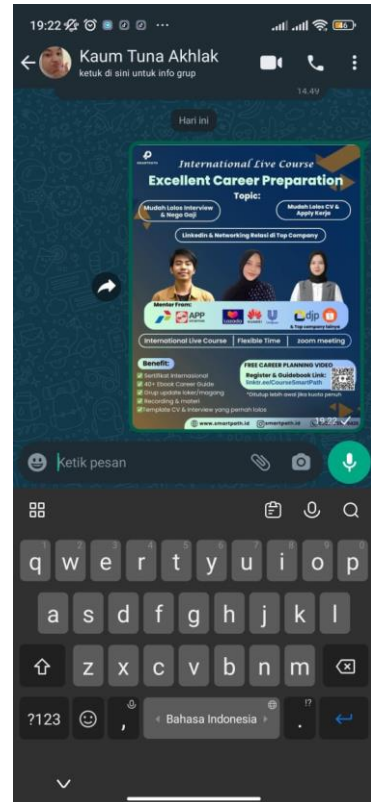 19:22
46
Kaum Tuna Akhlak
ketuk di sini untuk info grup
14.49
Hari ini
SMARTPATH
International Live Course
Excellent Career Preparation
Topic:
Mudah Lolos Interview
& Nego Gaji
Mudah Lolos CV &
Apply Kerja
LinkedIn & Networking Relasi di Top Company
Mentor From:
APP
HUAWEI
djp
& Top company lainya
International Live Course | Flexible Time | zoom meeting
Benefit:
Sertifikat Internasional
40+ Ebook Career Guide
Grup update loker/magang
Recording & materi
Template CV & Interview yang pernah lolos
FREE CAREER PLANNING VIDEO
Register & Guidebook Link:
linktr.ee/CourseSmartPath
*Ditutup lebih awal jika kuota penuh
www.smartpath.id
@smartpath.id
19.22
Ketik pesan
q w e r t y u i o p
a s d f g h j k l
z x c v b n m
?123 , Bahasa Indonesia .
!?